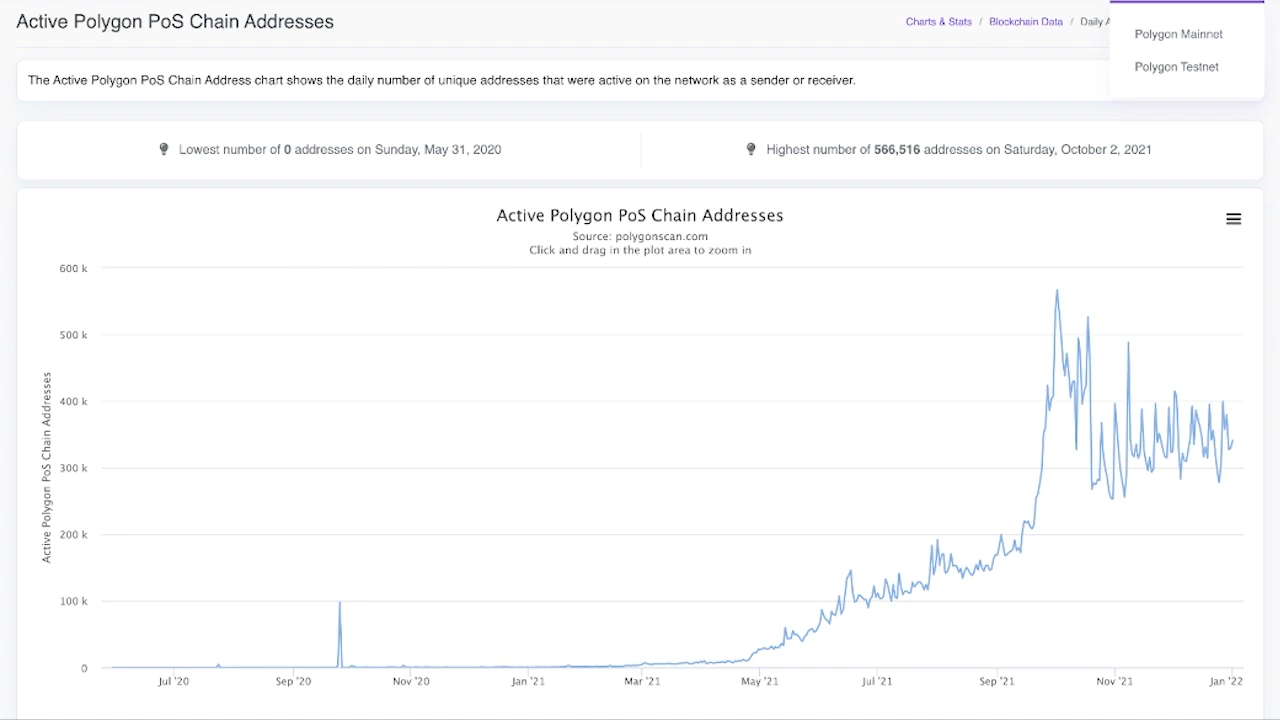 Active Polygon PoS Chain Addresses
Charts & Stats / Blockchain Data / Daily A
Polygon Mainnet
Polygon Testnet
The Active Polygon PoS Chain Address chart shows the daily number of unique addresses that were active on the network as a sender or receiver.
Lowest number of 0 addresses on Sunday, May 31, 2020
Highest number of 566,516 addresses on Saturday, October 2, 2021
Active Polygon PoS Chain Addresses
Source: polygonscan.com
Click and drag in the plot area to zoom in
Active Polygon PoS Chain Addresses
600 k
500 k
400 k
300 k
200 k
100 k
0
Jul '20
Sep '20
Nov '20
Jan '21
Mar '21
May '21
Jul '21
Sep '21
Nov '21
Jan '22